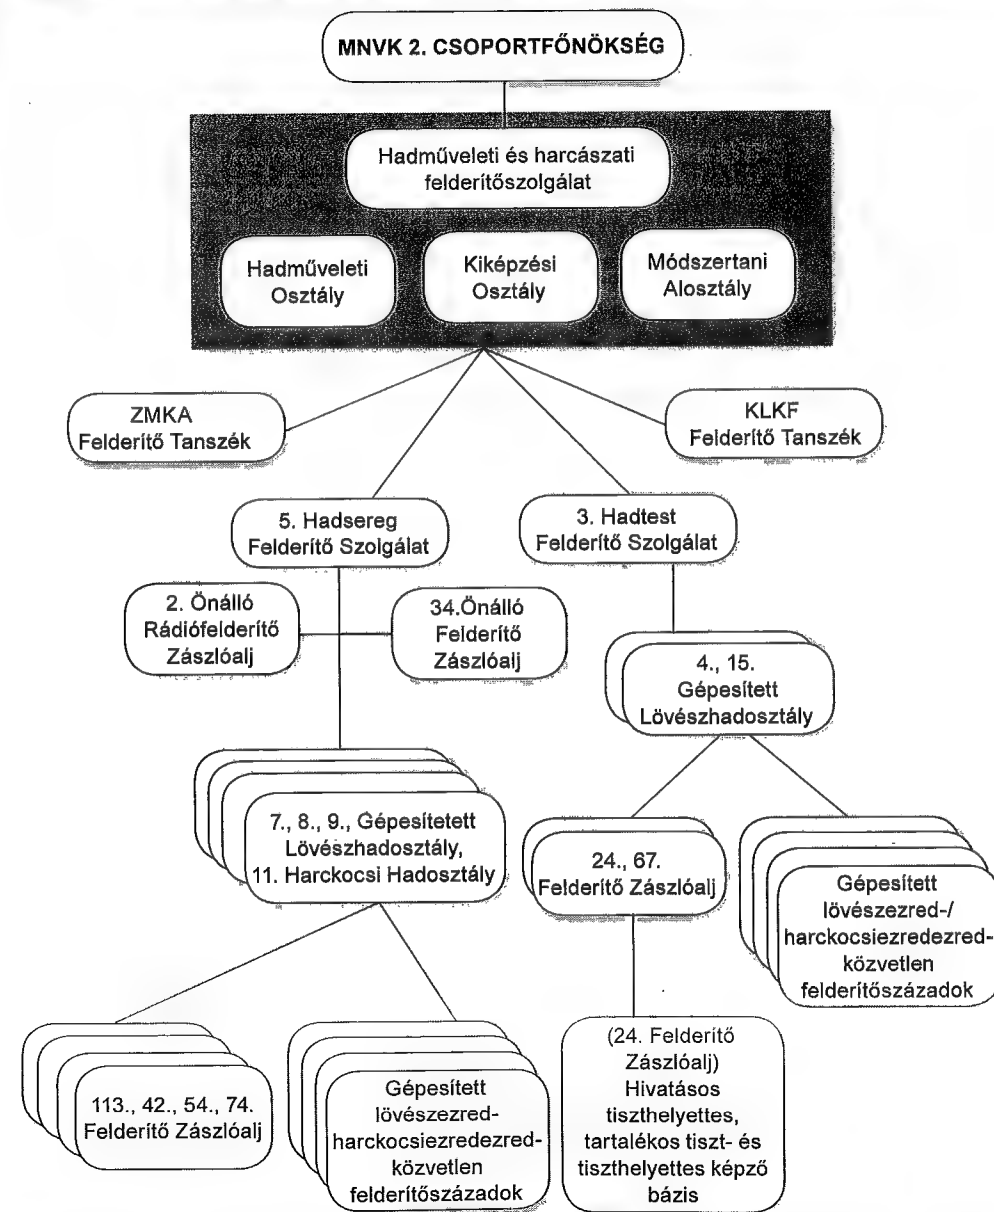 MNVK 2. CSOPORTFŐNÖKSÉG
Hadműveleti és harcászati
felderítőszolgálat
Hadműveleti
Osztály
Kiképzési
Osztály
Módszertani
Alosztály
ZMKA
Felderítő Tanszék
KLKF
Felderítő Tanszék
5. Hadsereg
Felderítő Szolgálat
3. Hadtest
Felderítő Szolgálat
2. Önálló
Rádiófelderítő
Zászlóalj
34.Önálló
Felderítő
Zászlóalj
4., 15.
Gépesített
Lövészhadosztály
7., 8., 9., Gépesítetett
Lövészhadosztály,
11. Harckocsi Hadosztály
24., 67.
Felderítő Zászlóalj
Gépesített
lövészezred-/
harckocsiezredezred-
közvetlen
felderítőszázadok
113., 42., 54., 74.
Felderítő Zászlóalj
Gépesített
lövészezred-
harckocsiezredezred-
közvetlen
felderítőszázadok
(24. Felderítő
Zászlóalj)
Hivatásos
tiszthelyettes,
tartalékos tiszt- és
tiszthelyettes képző
bázis